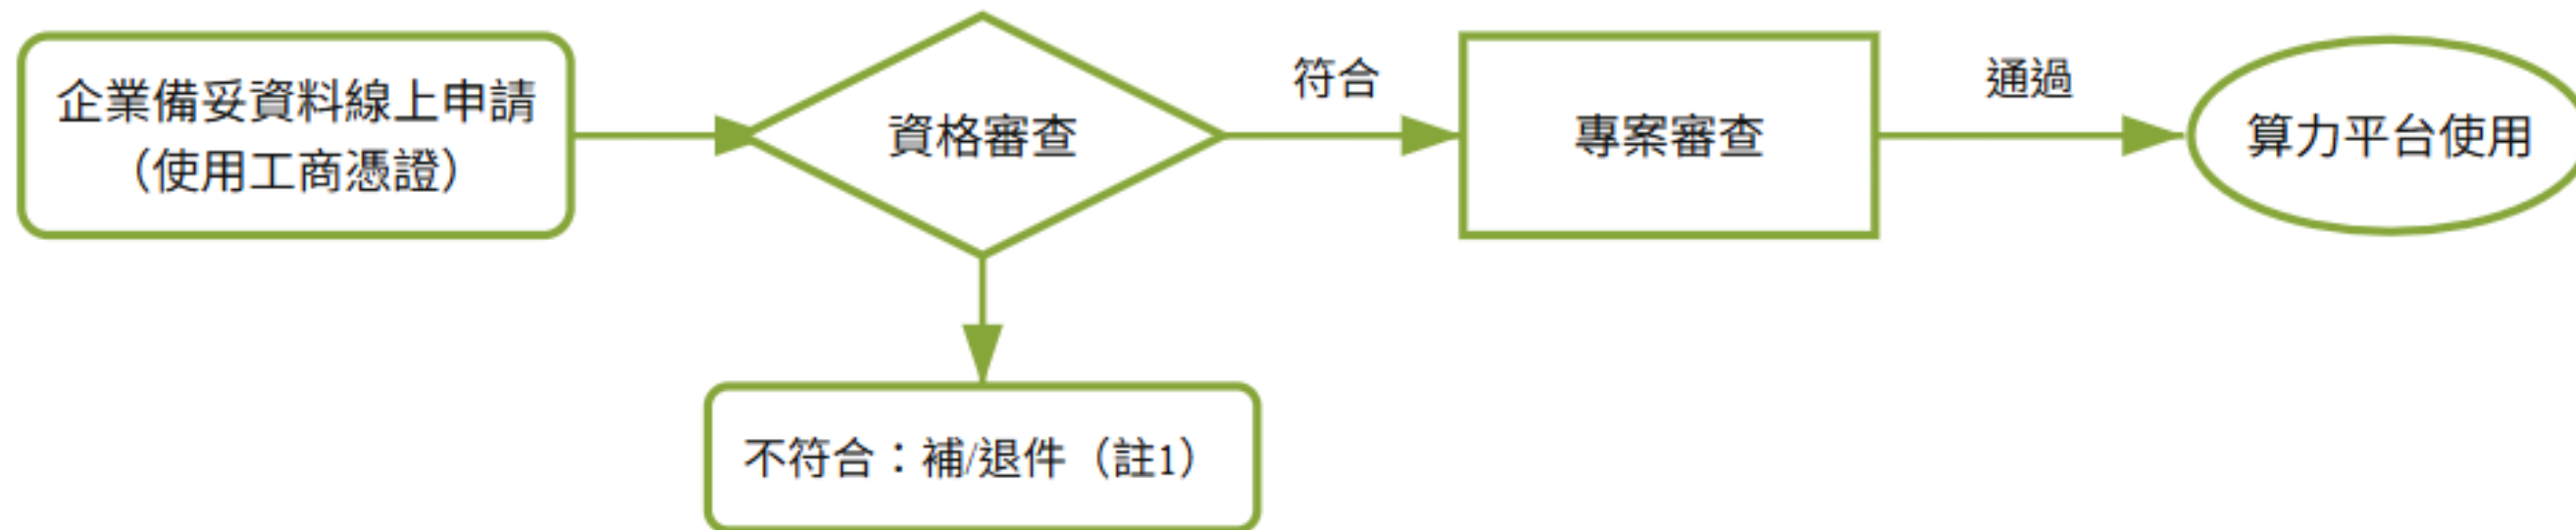 企業備妥資料線上申請
（使用工商憑證）
資格審查
符合
專案審查
通過
算力平台使用
不符合：補/退件（註1）